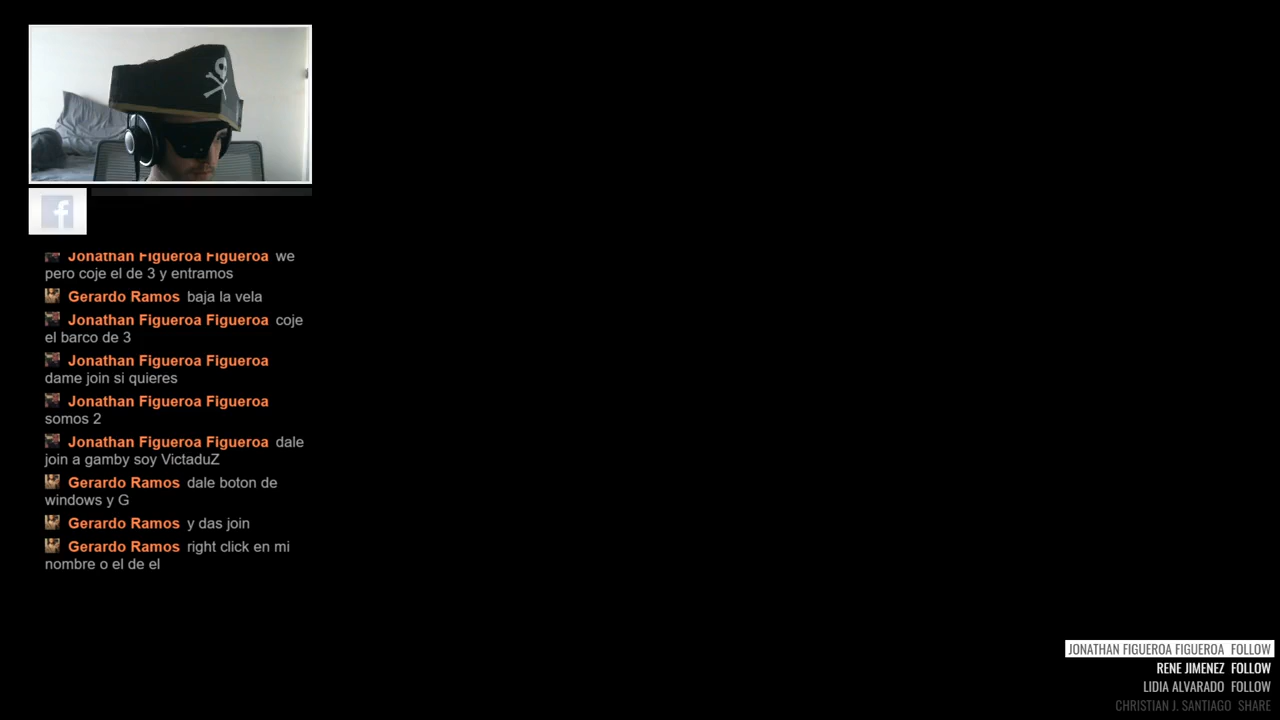 f
Jonathan Figueroa Figueroa we
pero coje el de 3 y entramos
Gerardo Ramos baja la vela
Jonathan Figueroa Figueroa coje
el barco de 3
Jonathan Figueroa Figueroa
dame join si quieres
Jonathan Figueroa Figueroa
somos 2
Jonathan Figueroa Figueroa dale
join a gamby soy VictaduZ
Gerardo Ramos dale boton de
windows y G
Gerardo Ramos y das join
Gerardo Ramos right click en mi
nombre o el de el
JONATHAN FIGUEROA FIGUEROA FOLLOW
RENE JIMENEZ FOLLOW
LIDIA ALVARADO FOLLOW
CHRISTIAN J. SANTIAGO SHARE